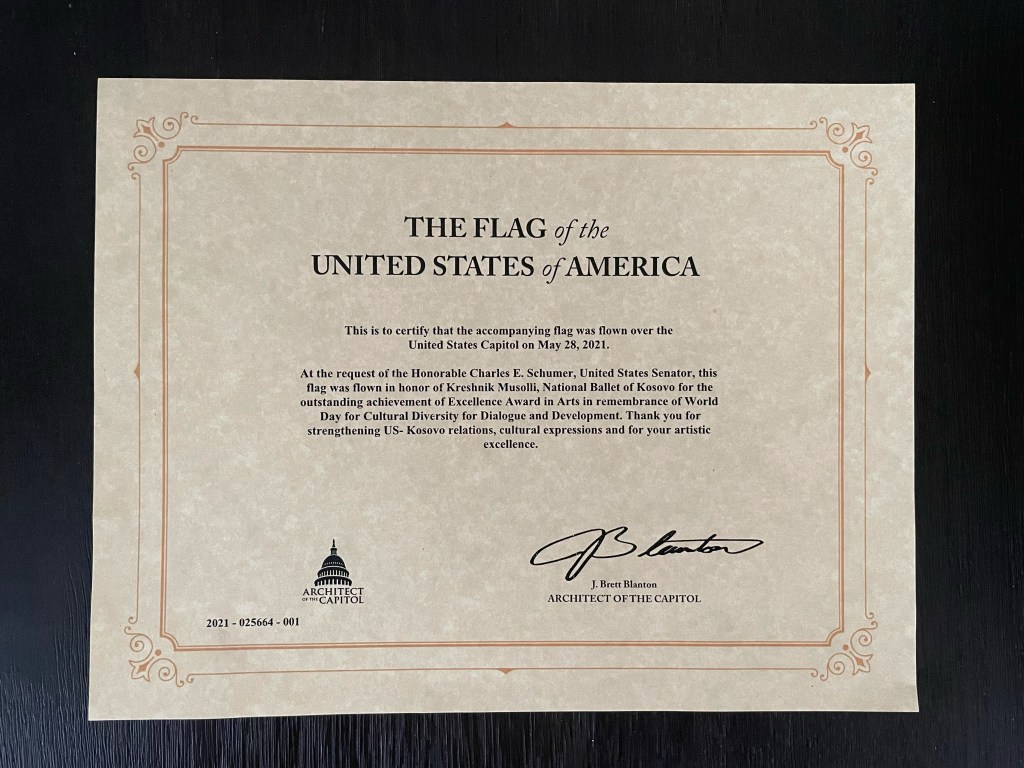 THE FLAG of the
UNITED STATES of AMERICA
This is to certify that the accompanying flag was flown over the
United States Capitol on May 28, 2021.
At the request of the Honorable Charles E. Schumer, United States Senator, this
flag was flown in honor of Kreshnik Musolli, National Ballet of Kosovo for the
outstanding achievement of Excellence Award in Arts in remembrance of World
Day for Cultural Diversity for Dialogue and Development. Thank you for
strengthening US- Kosovo relations, cultural expressions and for your artistic
excellence.
JBlanton
J. Brett Blanton
ARCHITECT OF THE CAPITOL
ARCHITECT
OF THE CAPITOL
2021 - 025664 - 001